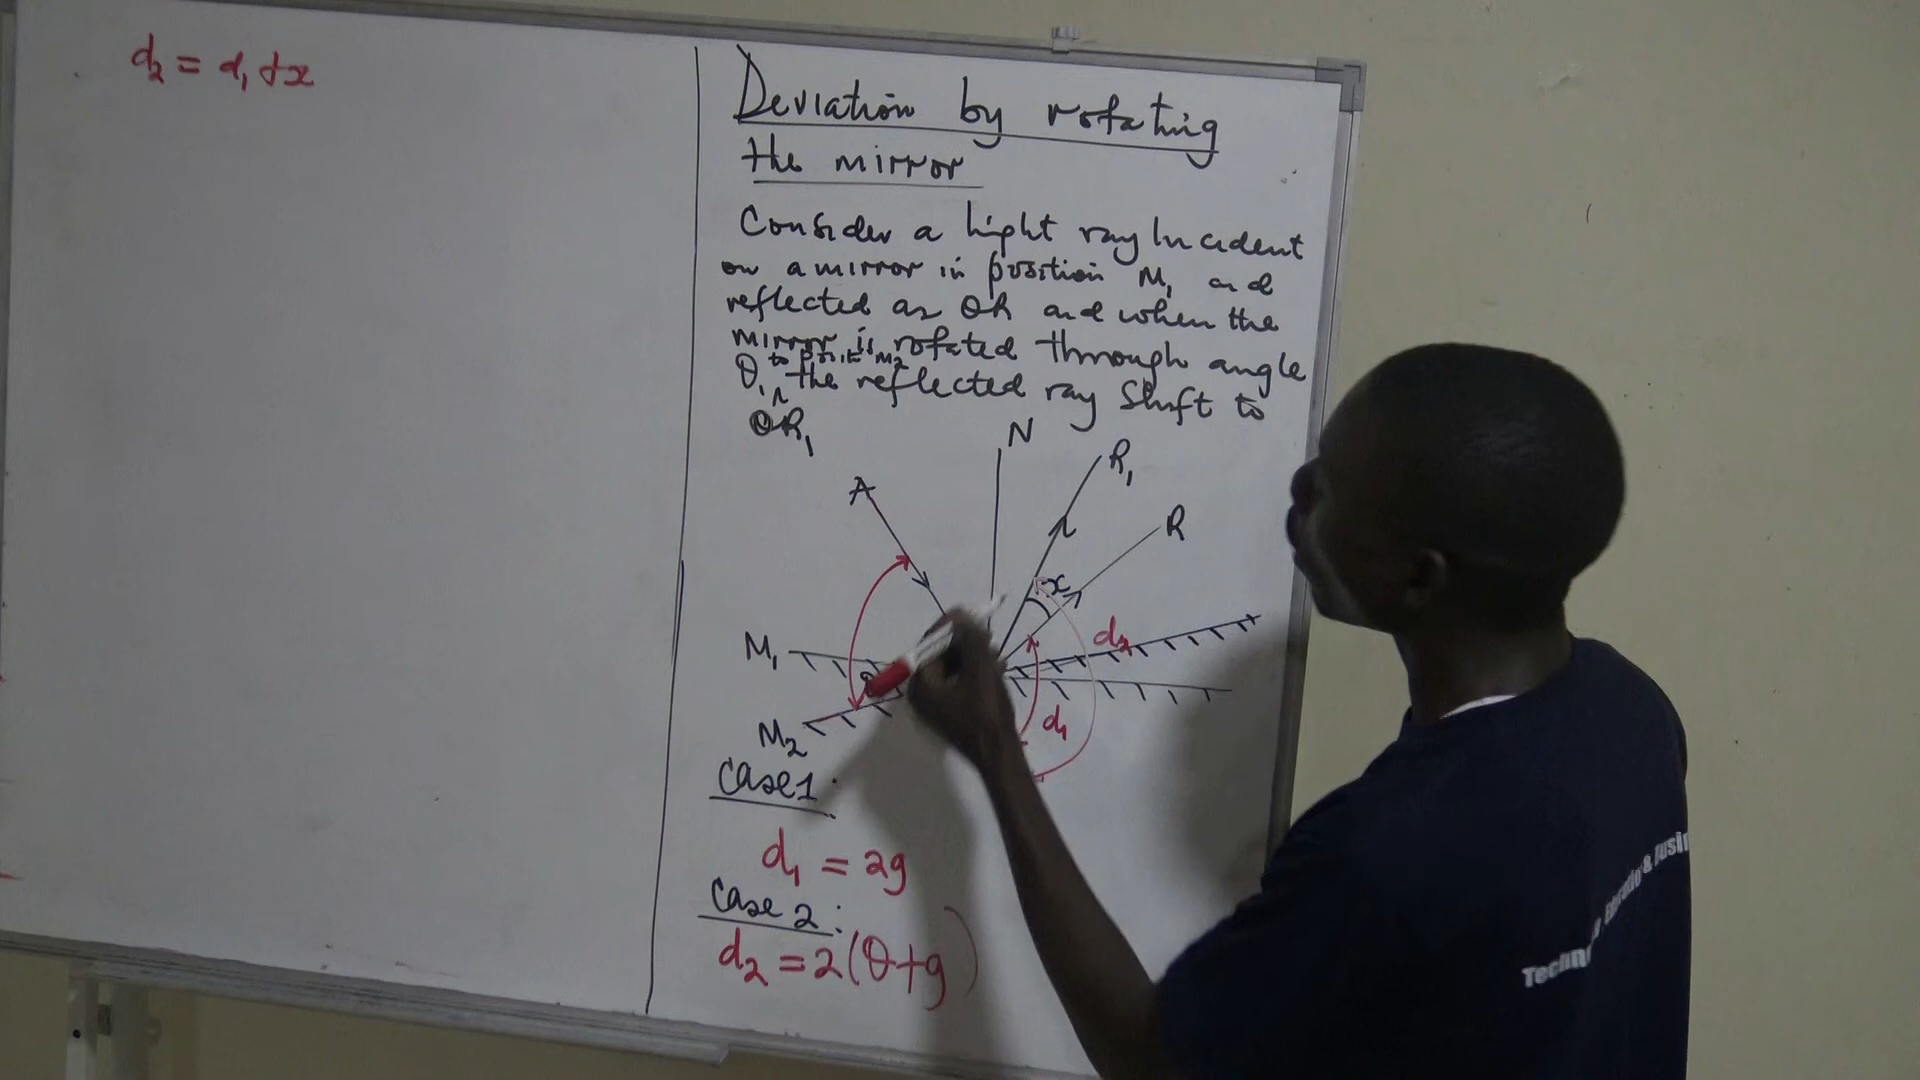 d₂ = d₁ + x
Deviation by rotating
the mirror
Consider a light ray Incident
on a mirror in position M₁ and
reflected as OR and when the
mirror is rotated through angle
to posit M₂
θ, the reflected ray Shift to
OR₁
N
R₁
A
R
x
M₁
d₂
d₁
M₂
Case 1:
d₁ = 2g
Case 2:
d₂ = 2(θ+g)